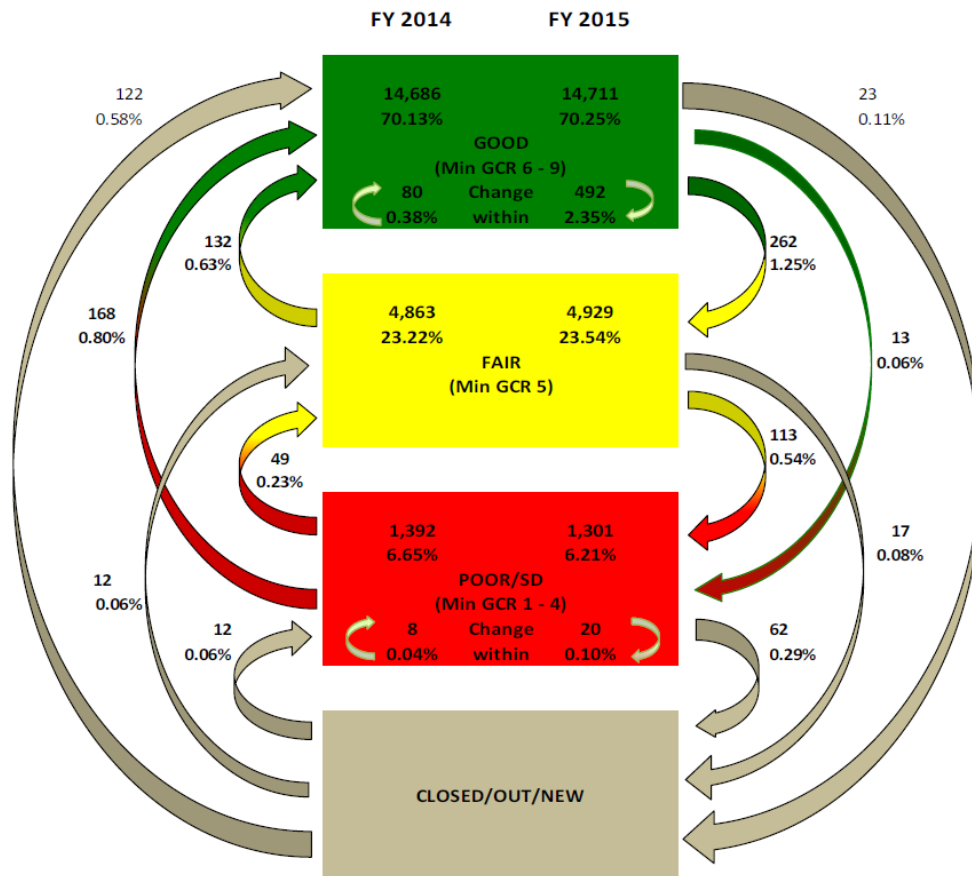 FY 2014 FY 2015
122
0.58%
14,686 14,711
70.13% 70.25%
GOOD
(Min GCR 6 - 9)
80 Change 492
0.38% within 2.35%
23
0.11%
132
0.63%
262
1.25%
168
0.80%
4,863 4,929
23.22% 23.54%
FAIR
(Min GCR 5)
13
0.06%
49
0.23%
113
0.54%
1,392 1,301
6.65% 6.21%
POOR/SD
(Min GCR 1 - 4)
8 Change 20
0.04% within 0.10%
17
0.08%
12
0.06%
12
0.06%
62
0.29%
CLOSED/OUT/NEW